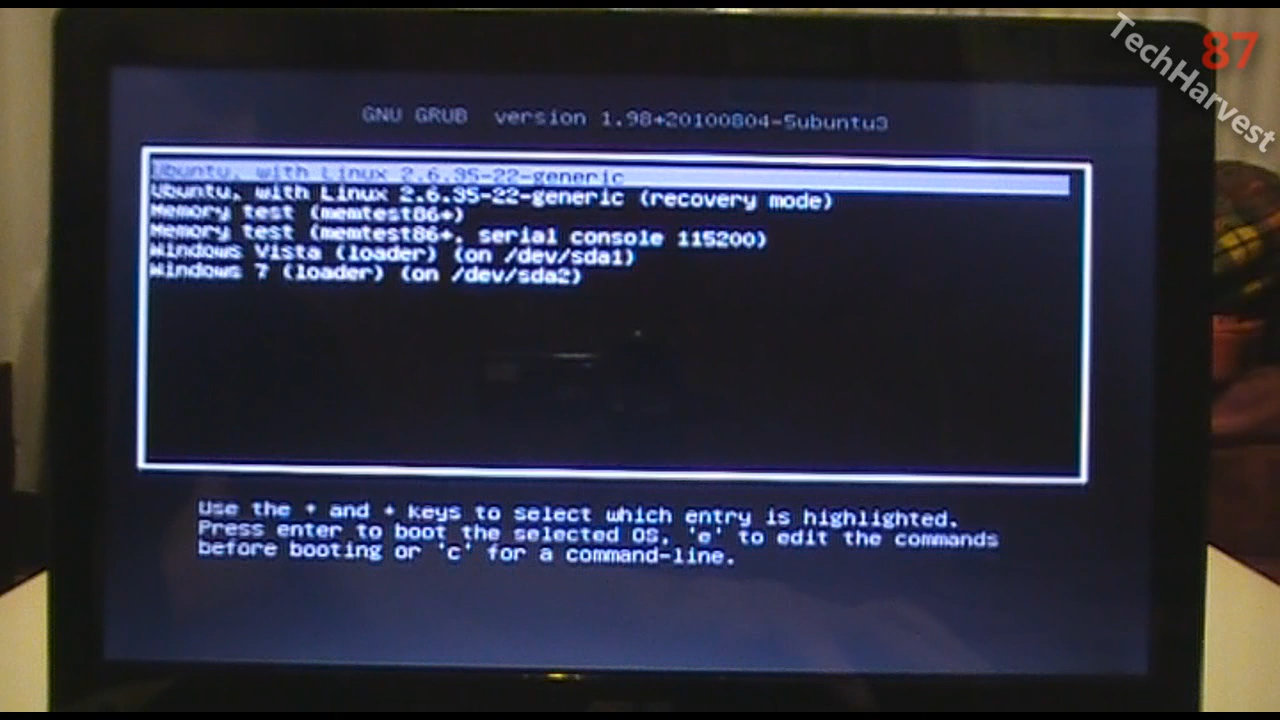 TechHarvest
87
GNU GRUB version 1.98+20100804-5ubuntu3
Ubuntu, with Linux 2.6.35-22-generic
Ubuntu, with Linux 2.6.35-22-generic (recovery mode)
Memory test (memtest86+)
Memory test (memtest86+, serial console 115200)
Windows Vista (loader) (on /dev/sda1)
Windows 7 (loader) (on /dev/sda2)
Use the ↑ and ↓ keys to select which entry is highlighted.
Press enter to boot the selected OS, 'e' to edit the commands
before booting or 'c' for a command-line.